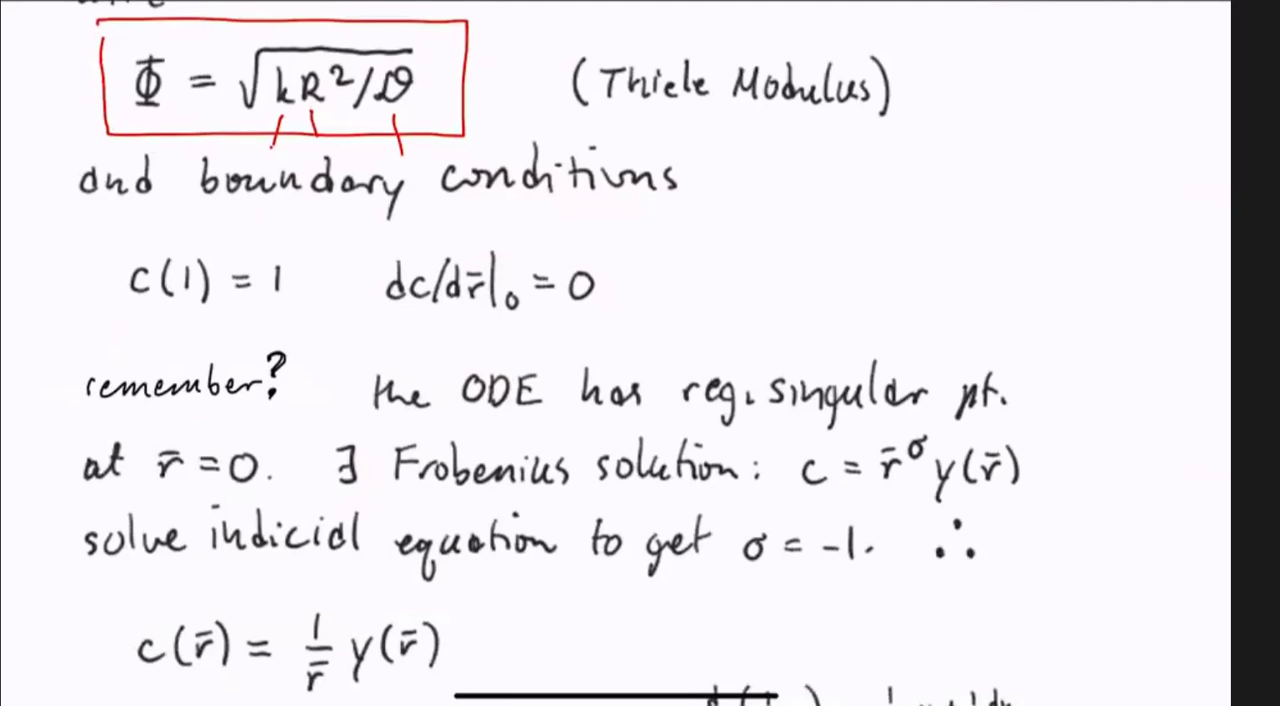 Φ = √kR²/𝒟 (Thiele Modulus)
and boundary conditions
c(1) = 1 dc/dr̄|₀ = 0
remember? the ODE has reg. singular pt.
at r̄ = 0. ∃ Frobenius solution: c = r̄^σ y(r̄)
solve indicial equation to get σ = -1. ∴
c(r̄) = 1/r̄ y(r̄)